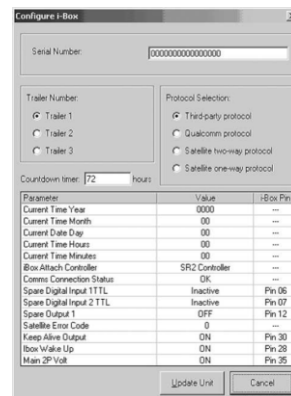 Configure i-Box
Serial Number:
0000000000000000
Trailer Number:
Trailer 1
Trailer 2
Trailer 3
Protocol Selection:
Third-party protocol
Qualcomm protocol
Satellite two-way protocol
Satellite one-way protocol
Countdown timer: 72 hours
Parameter Value i-Box Pin
Current Time Year 0000 ...
Current Time Month 00 ...
Current Date Day 00 ...
Current Time Hours 00 ...
Current Time Minutes 00 ...
iBox Attach Controller SR2 Controller ...
Comms Connection Status OK ...
Spare Digital Input 1TTL Inactive Pin 06
Spare Digital Input 2 TTL Inactive Pin 07
Spare Output 1 OFF Pin 12
Satellite Error Code 0 ...
Keep Alive Output ON Pin 30
Ibox Wake Up ON Pin 28
Main 2P Volt ON Pin 35
Update Unit Cancel